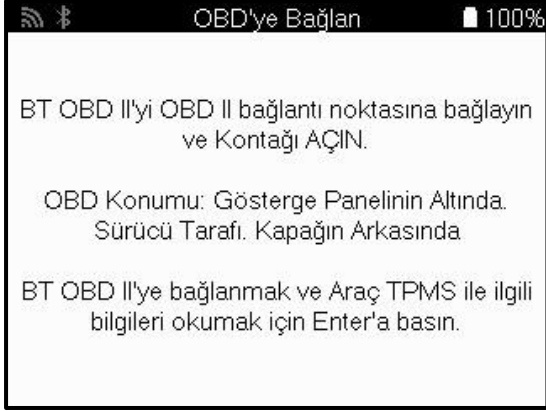 OBD'ye Bağlan 100%
BT OBD II'yi OBD II bağlantı noktasına bağlayın
ve Kontağı AÇIN.
OBD Konumu: Gösterge Panelinin Altında.
Sürücü Tarafı. Kapağın Arkasında
BT OBD II'ye bağlanmak ve Araç TPMS ile ilgili
bilgileri okumak için Enter'a basın.